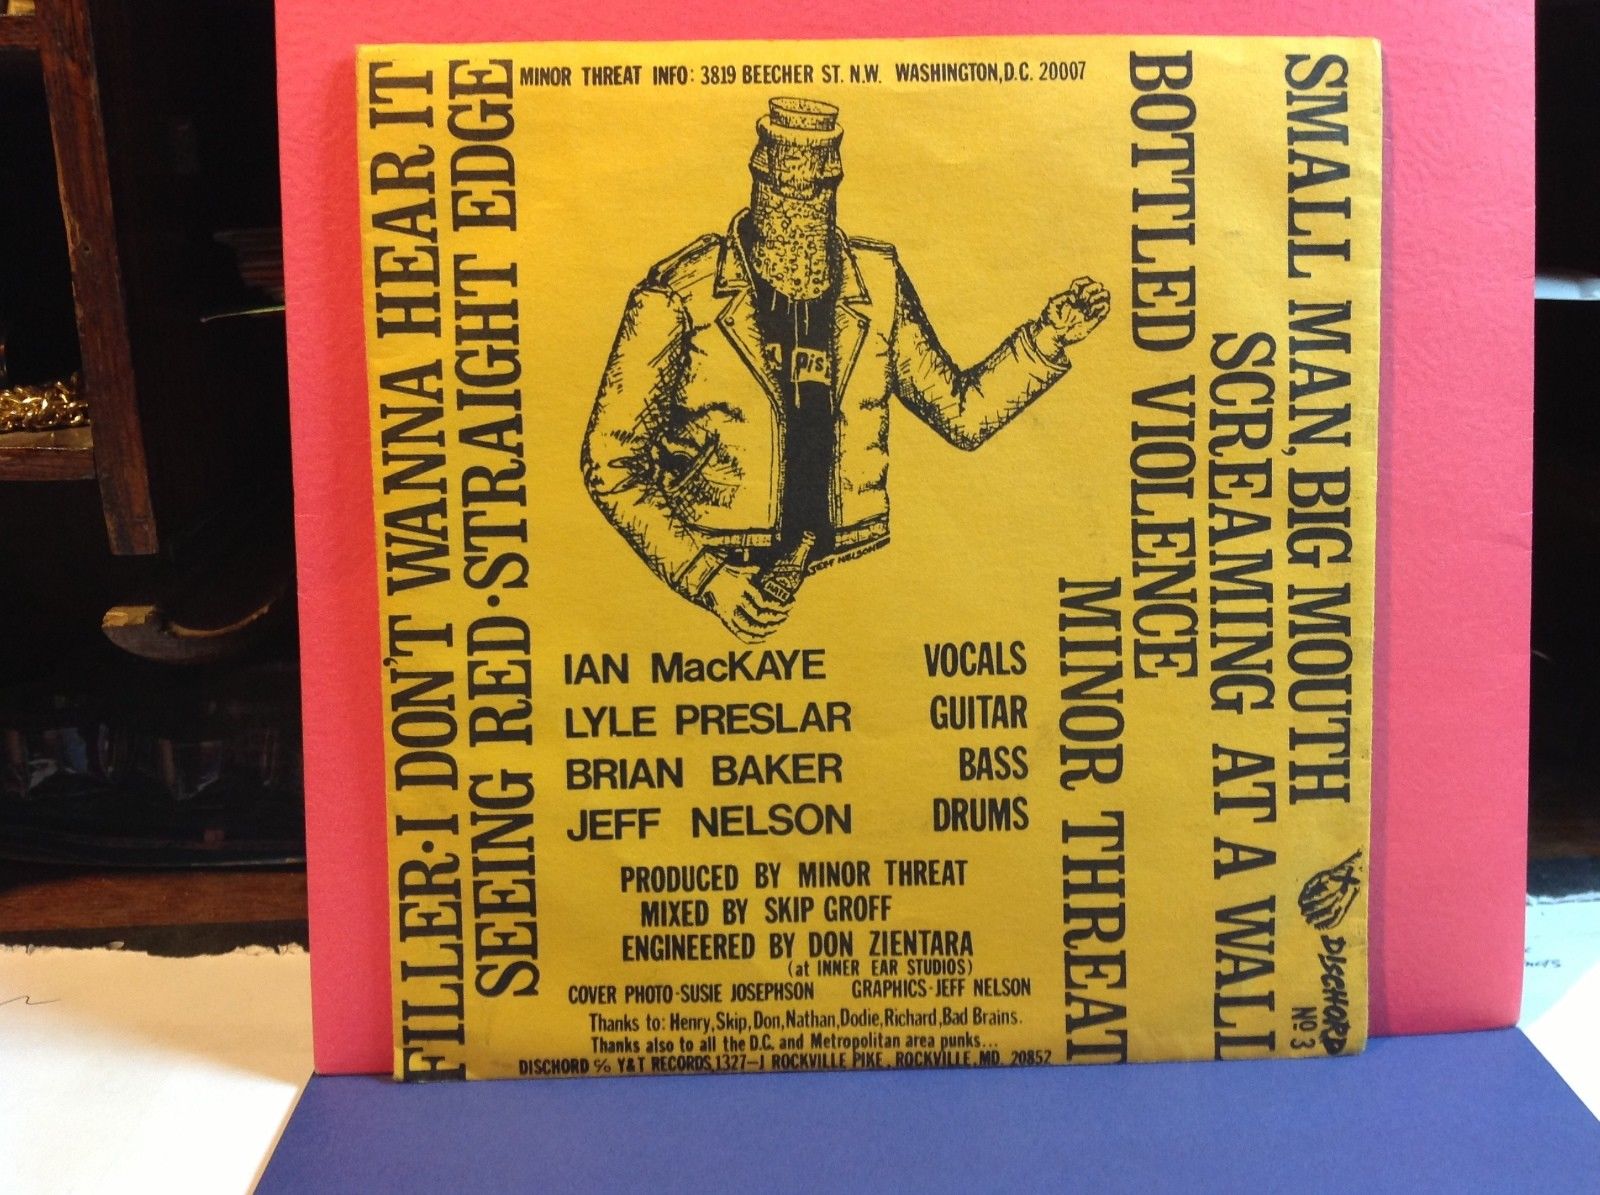 MINOR THREAT INFO: 3819 BEECHER ST. N.W. WASHINGTON, D.C. 20007
FILLER · I DON'T WANNA HEAR IT
SEEING RED · STRAIGHT EDGE
SMALL MAN, BIG MOUTH
SCREAMING AT A WALL
BOTTLED VIOLENCE
MINOR THREAT
Pis
JEFF NELSON
IAN MacKAYE VOCALS
LYLE PRESLAR GUITAR
BRIAN BAKER BASS
JEFF NELSON DRUMS
PRODUCED BY MINOR THREAT
MIXED BY SKIP GROFF
ENGINEERED BY DON ZIENTARA
(at INNER EAR STUDIOS)
COVER PHOTO-SUSIE JOSEPHSON GRAPHICS-JEFF NELSON
Thanks to: Henry, Skip, Don, Nathan, Dodie, Richard, Bad Brains.
Thanks also to all the D.C. and Metropolitan area punks...
DISCHORD c/o Y&T RECORDS, 1327-J ROCKVILLE PIKE, ROCKVILLE, MD. 20852
DISCHORD
No. 3